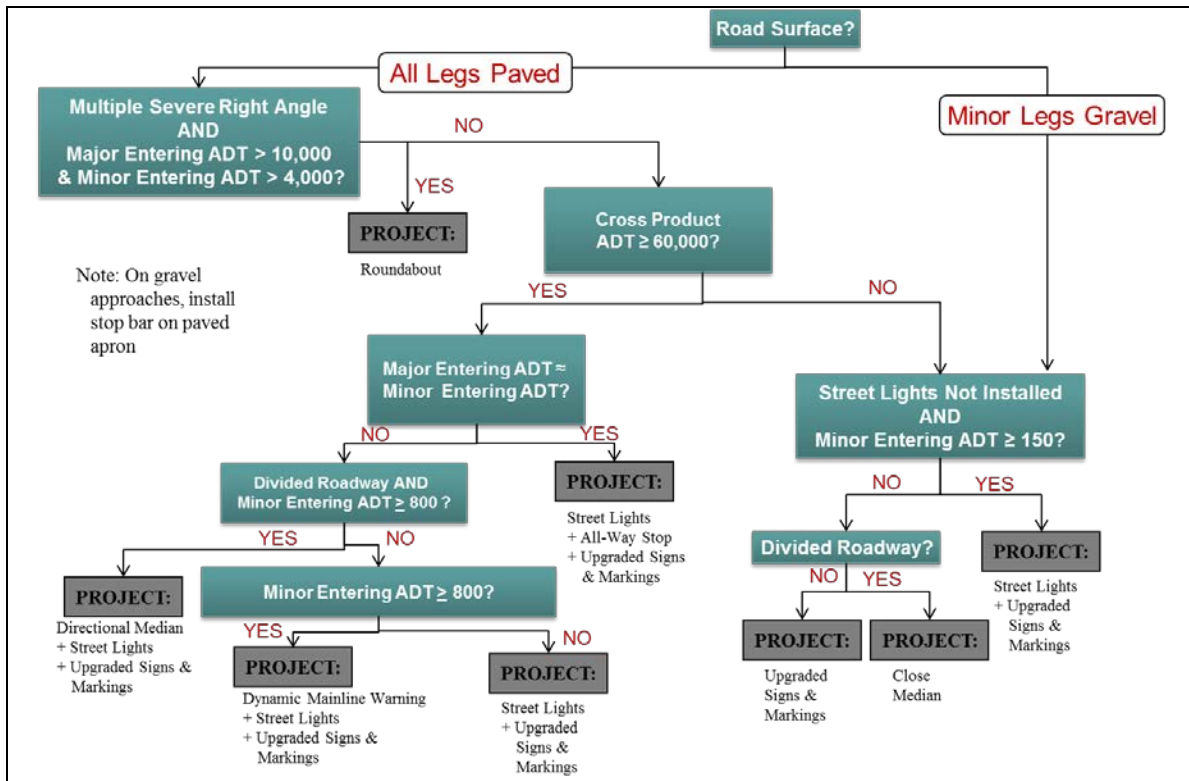 Road Surface?
All Legs Paved
Minor Legs Gravel
Multiple Severe Right Angle
AND
Major Entering ADT > 10,000
& Minor Entering ADT > 4,000?
NO
YES
PROJECT:
Roundabout
Cross Product
ADT ≥ 60,000?
Note: On gravel
approaches, install
stop bar on paved
apron
YES
NO
Major Entering ADT ≈
Minor Entering ADT?
Street Lights Not Installed
AND
Minor Entering ADT ≥ 150?
NO
YES
Divided Roadway AND
Minor Entering ADT ≥ 800 ?
PROJECT:
Street Lights
+ All-Way Stop
+ Upgraded Signs
& Markings
NO
YES
YES
NO
Divided Roadway?
PROJECT:
Street Lights
+ Upgraded
Signs &
Markings
Minor Entering ADT ≥ 800?
NO
YES
PROJECT:
Directional Median
+ Street Lights
+ Upgraded Signs &
Markings
YES
NO
PROJECT:
Dynamic Mainline Warning
+ Street Lights
+ Upgraded Signs &
Markings
PROJECT:
Street Lights
+ Upgraded
Signs &
Markings
PROJECT:
Upgraded
Signs &
Markings
PROJECT:
Close
Median